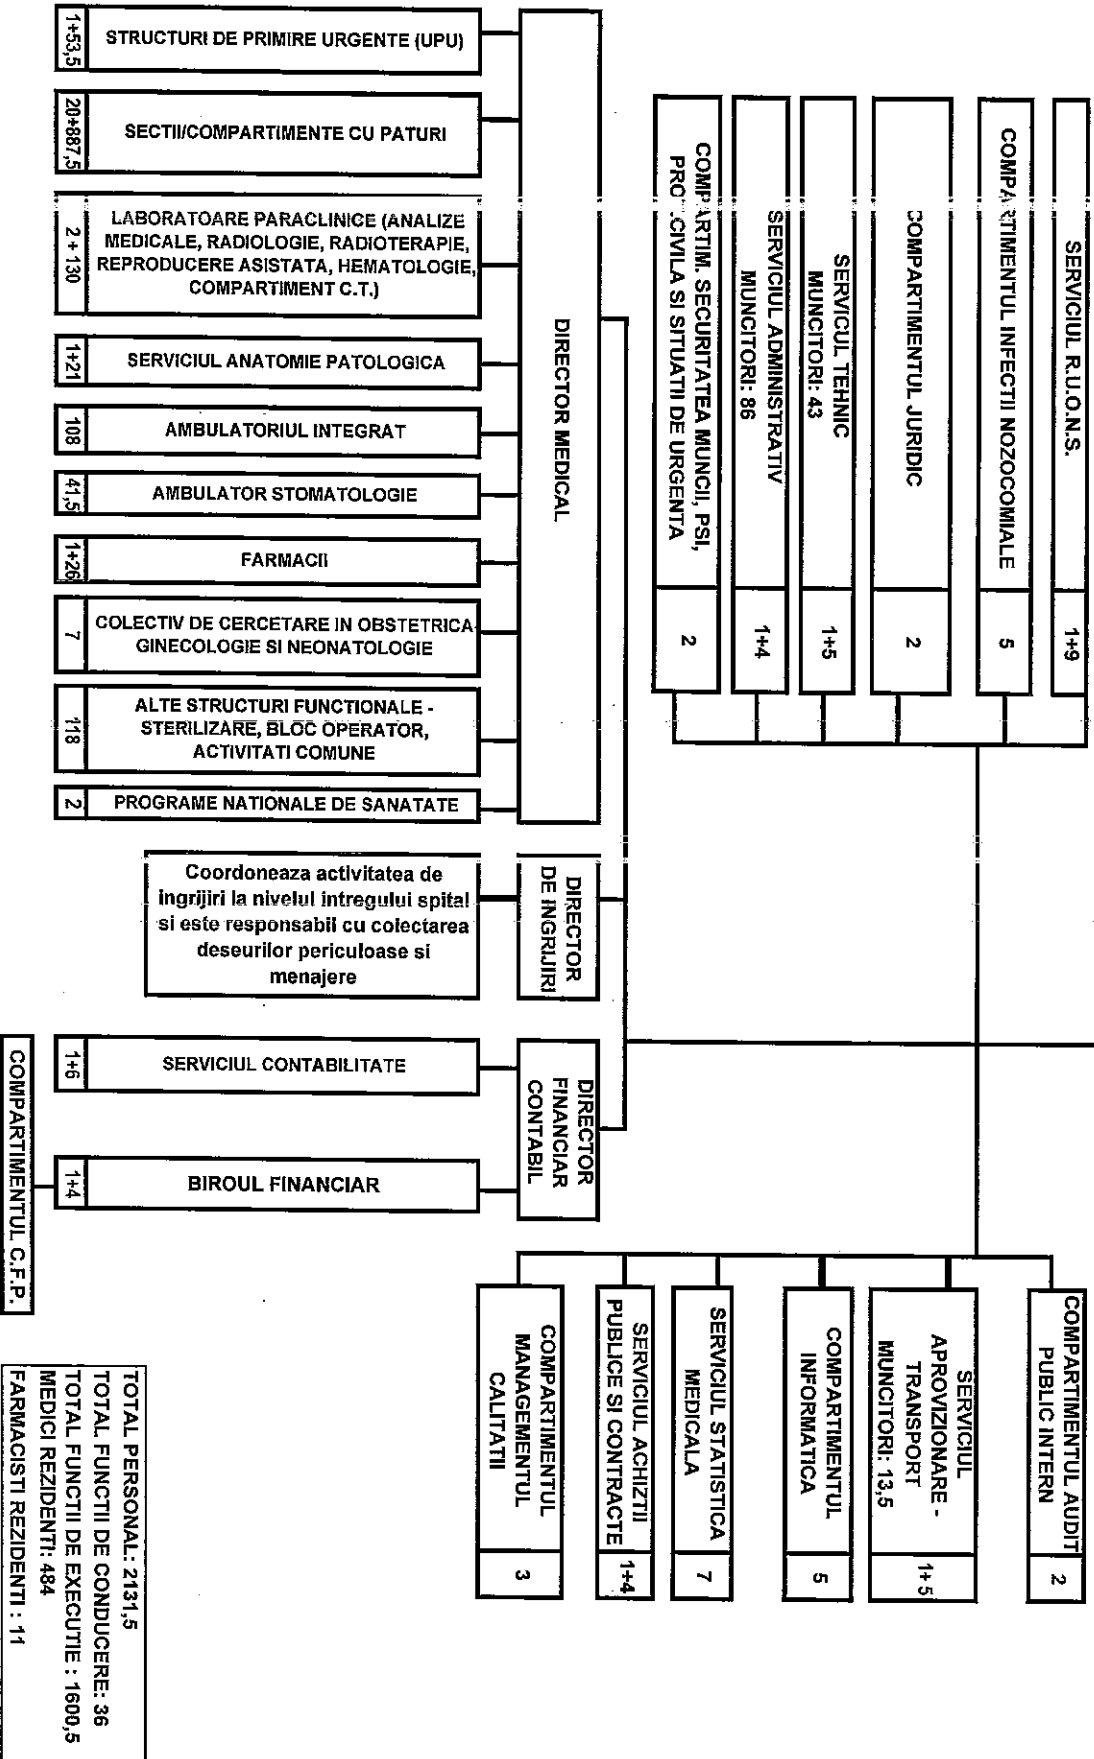 SERVICIUL R.U.O.N.S.
1+9
COMPARTIMENTUL INFECTII NOZOCOMIALE
5
COMPARTIMENTUL JURIDIC
2
SERVICUL TEHNIC
MUNCITORI: 43
1+5
SERVICIUL ADMINISTRATIV
MUNCITORI: 86
1+4
COMPARTIM. SECURITATEA MUNCII, PSI,
PROT.CIVILA SI SITUATII DE URGENTA
2
COMPARTIMENTUL AUDIT
PUBLIC INTERN
2
SERVICIUL
APROVIZIONARE -
TRANSPORT
MUNCITORI: 13,5
1+5
COMPARTIMENTUL
INFORMATICA
5
SERVICIUL STATISTICA
MEDICALA
7
SERVICIUL ACHIZTII
PUBLICE SI CONTRACTE
1+4
COMPARTIMENTUL
MANAGEMENTUL
CALITATII
3
DIRECTOR MEDICAL
STRUCTURI DE PRIMIRE URGENTE (UPU)
1+53,5
SECTII/COMPARTIMENTE CU PATURI
20+887,5
LABORATOARE PARACLINICE (ANALIZE
MEDICALE, RADIOLOGIE, RADIOTERAPIE,
REPRODUCERE ASISTATA, HEMATOLOGIE,
COMPARTIMENT C.T.)
2 + 130
SERVICIUL ANATOMIE PATOLOGICA
1+21
AMBULATORIUL INTEGRAT
108
AMBULATOR STOMATOLOGIE
41,5
FARMACII
1+26
COLECTIV DE CERCETARE IN OBSTETRICA-
GINECOLOGIE SI NEONATOLOGIE
7
ALTE STRUCTURI FUNCTIONALE -
STERILIZARE, BLOC OPERATOR,
ACTIVITATI COMUNE
118
PROGRAME NATIONALE DE SANATATE
2
DIRECTOR
DE INGRIJIRI
Coordoneaza activitatea de
ingrijiri la nivelul intregului spital
si este responsabil cu colectarea
deseurilor periculoase si
menajere
DIRECTOR
FINANCIAR
CONTABIL
SERVICIUL CONTABILITATE
1+6
BIROUL FINANCIAR
1+4
COMPARTIMENTUL C.F.P.
TOTAL PERSONAL: 2131,5
TOTAL FUNCTII DE CONDUCERE: 36
TOTAL FUNCTII DE EXECUTIE : 1600,5
MEDICI REZIDENTI: 484
FARMACISTI REZIDENTI : 11